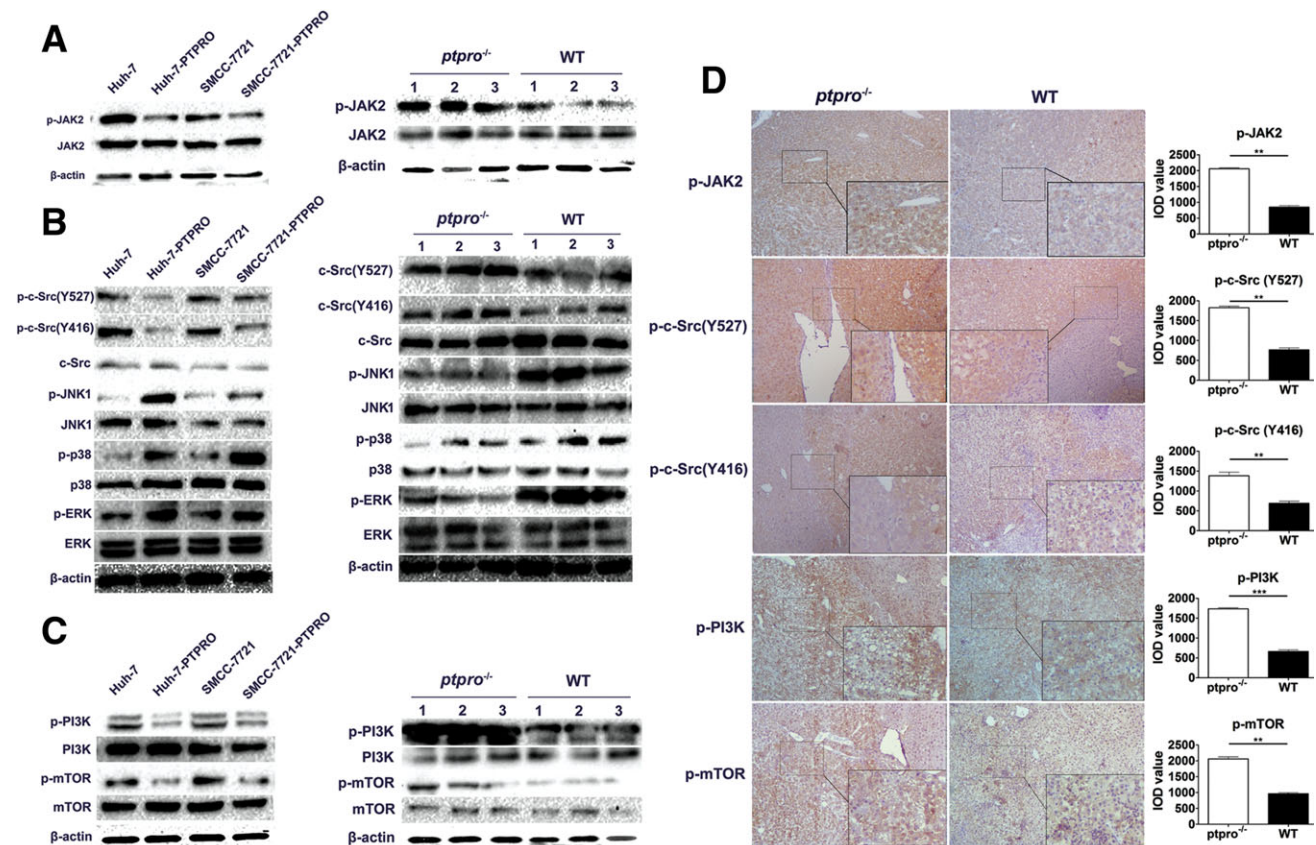 A
Huh-7
Huh-7-PTPRO
SMCC-7721
SMCC-7721-PTPRO
p-JAK2
JAK2
β-actin
ptpro-/-
WT
1 2 3 1 2 3
p-JAK2
JAK2
β-actin
B
Huh-7
Huh-7-PTPRO
SMCC-7721
SMCC-7721-PTPRO
p-c-Src(Y527)
p-c-Src(Y416)
c-Src
p-JNK1
JNK1
p-p38
p38
p-ERK
ERK
β-actin
ptpro-/-
WT
1 2 3 1 2 3
c-Src(Y527)
c-Src(Y416)
c-Src
p-JNK1
JNK1
p-p38
p38
p-ERK
ERK
β-actin
C
Huh-7
Huh-7-PTPRO
SMCC-7721
SMCC-7721-PTPRO
p-PI3K
PI3K
p-mTOR
mTOR
β-actin
ptpro-/-
WT
1 2 3 1 2 3
p-PI3K
PI3K
p-mTOR
mTOR
β-actin
D
ptpro-/-
WT
p-JAK2
p-JAK2
IOD value
2500
2000
1500
1000
500
0
**
ptpro-/- WT
p-c-Src(Y527)
p-c-Src (Y527)
IOD value
2000
1500
1000
500
0
**
ptpro-/- WT
p-c-Src(Y416)
p-c-Src (Y416)
IOD value
2000
1500
1000
500
0
**
ptpro-/- WT
p-PI3K
p-PI3K
IOD value
2000
1500
1000
500
0
***
ptpro-/- WT
p-mTOR
p-mTOR
IOD value
2500
2000
1500
1000
500
0
**
ptpro-/- WT